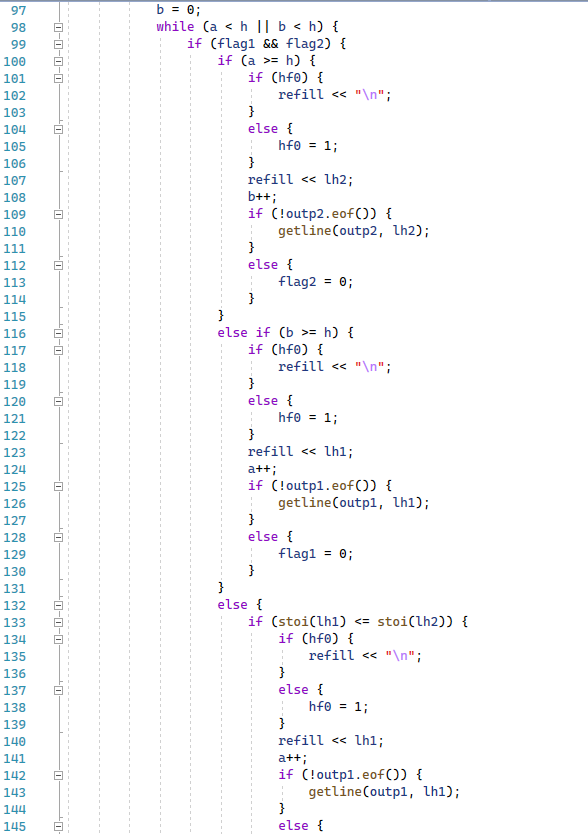 97 b = 0;
98 while (a < h || b < h) {
99 if (flag1 && flag2) {
100 if (a >= h) {
101 if (hf0) {
102 refill << "\n";
103 }
104 else {
105 hf0 = 1;
106 }
107 refill << lh2;
108 b++;
109 if (!outp2.eof()) {
110 getline(outp2, lh2);
111 }
112 else {
113 flag2 = 0;
114 }
115 }
116 else if (b >= h) {
117 if (hf0) {
118 refill << "\n";
119 }
120 else {
121 hf0 = 1;
122 }
123 refill << lh1;
124 a++;
125 if (!outp1.eof()) {
126 getline(outp1, lh1);
127 }
128 else {
129 flag1 = 0;
130 }
131 }
132 else {
133 if (stoi(lh1) <= stoi(lh2)) {
134 if (hf0) {
135 refill << "\n";
136 }
137 else {
138 hf0 = 1;
139 }
140 refill << lh1;
141 a++;
142 if (!outp1.eof()) {
143 getline(outp1, lh1);
144 }
145 else {